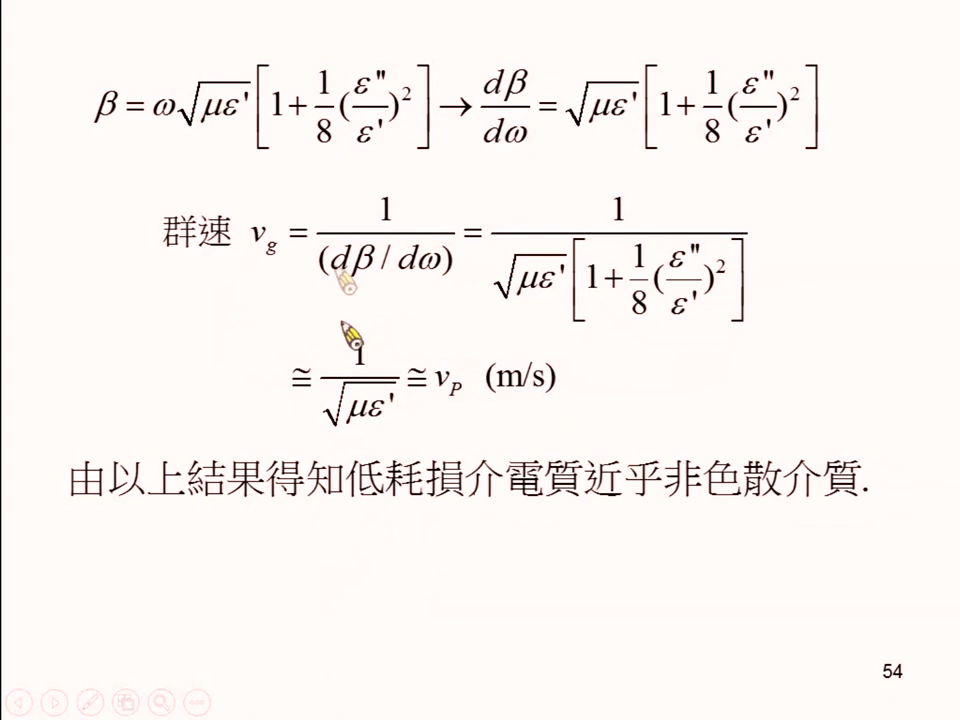 β = ω√με' [1 + 1/8 (ε''/ε')²] → dβ/dω = √με' [1 + 1/8 (ε''/ε')²]
群速 v_g = 1/(dβ / dω) = 1/(√με' [1 + 1/8 (ε''/ε')²])
≅ 1/√με' ≅ v_P (m/s)
由以上結果得知低耗損介電質近乎非色散介質.
54